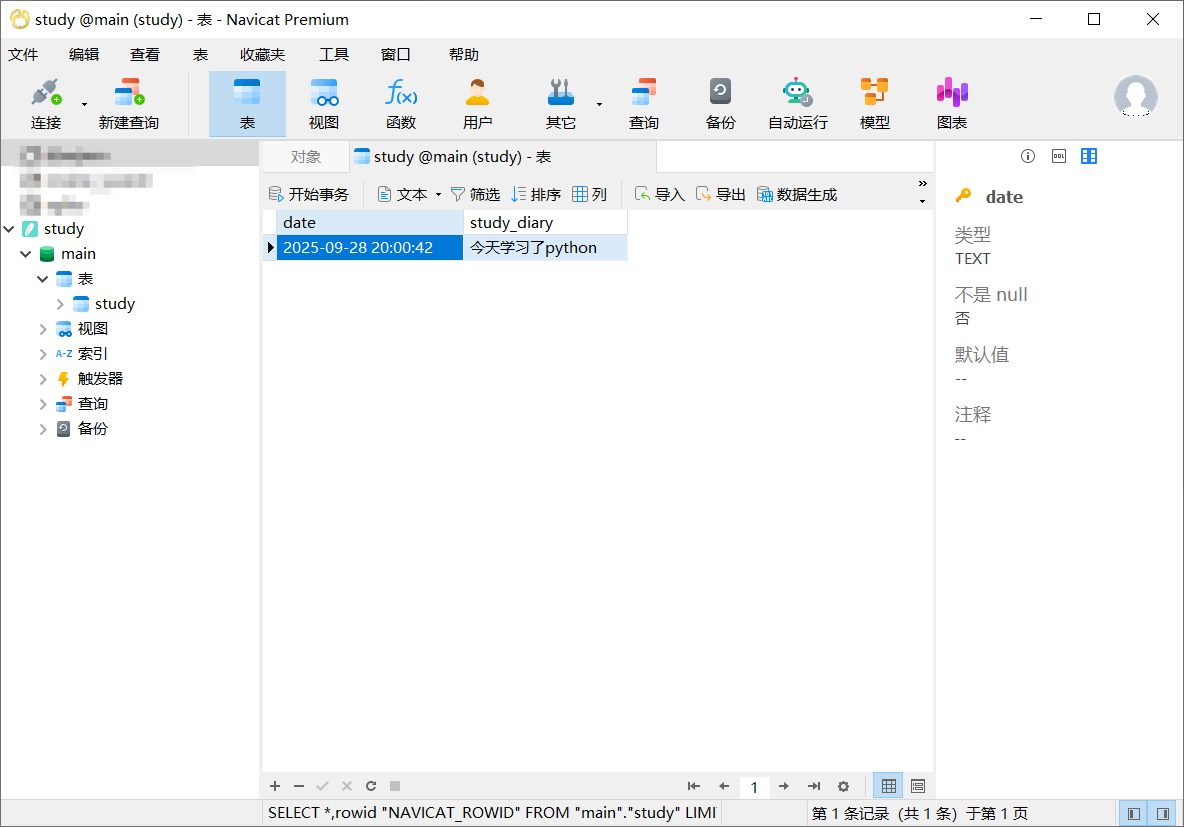 study @main (study) - 表 - Navicat Premium
文件 编辑 查看 表 收藏夹 工具 窗口 帮助
连接 新建查询 表 视图 函数 用户 其它 查询 备份 自动运行 模型 图表
对象 study @main (study) - 表
开始事务 文本 筛选 排序 列 导入 导出 数据生成
date study_diary
2025-09-28 20:00:42 今天学习了python
study
main
表
study
视图
A-Z 索引
触发器
查询
备份
DDL
date
类型
TEXT
不是 null
否
默认值
--
注释
--
1
SELECT *,rowid "NAVICAT_ROWID" FROM "main"."study" LIMI
第 1 条记录 (共 1 条) 于第 1 页